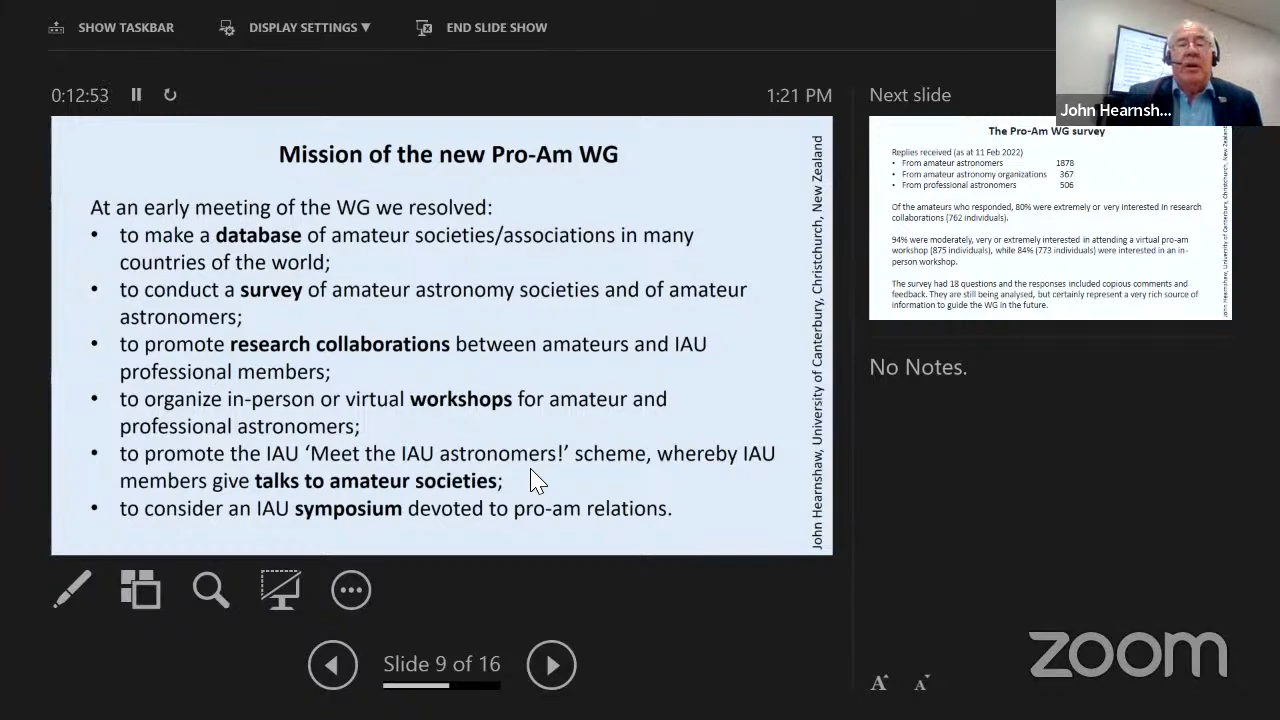 SHOW TASKBAR
DISPLAY SETTINGS ▼
END SLIDE SHOW
0:12:53
1:21 PM
Next slide
John Hearnsh...
Mission of the new Pro-Am WG
At an early meeting of the WG we resolved:
• to make a database of amateur societies/associations in many
countries of the world;
• to conduct a survey of amateur astronomy societies and of amateur
astronomers;
• to promote research collaborations between amateurs and IAU
professional members;
• to organize in-person or virtual workshops for amateur and
professional astronomers;
• to promote the IAU ‘Meet the IAU astronomers!’ scheme, whereby IAU
members give talks to amateur societies;
• to consider an IAU symposium devoted to pro-am relations.
John Hearnshaw, University of Canterbury, Christchurch, New Zealand
The Pro-Am WG survey
Replies received (as at 11 Feb 2022)
• From amateur astronomers 1878
• From amateur astronomy organizations 367
• From professional astronomers 506
Of the amateurs who responded, 80% were extremely or very interested in research
collaborations (762 individuals).
94% were moderately, very or extremely interested in attending a virtual pro-am
workshop (875 individuals), while 84% (773 individuals) were interested in an in-
person workshop.
The survey had 18 questions and the responses included copious comments and
feedback. They are still being analysed, but certainly represent a very rich source of
information to guide the WG in the future.
John Hearnshaw, University of Canterbury, Christchurch, New Zealand
No Notes.
Slide 9 of 16
A A
zoom